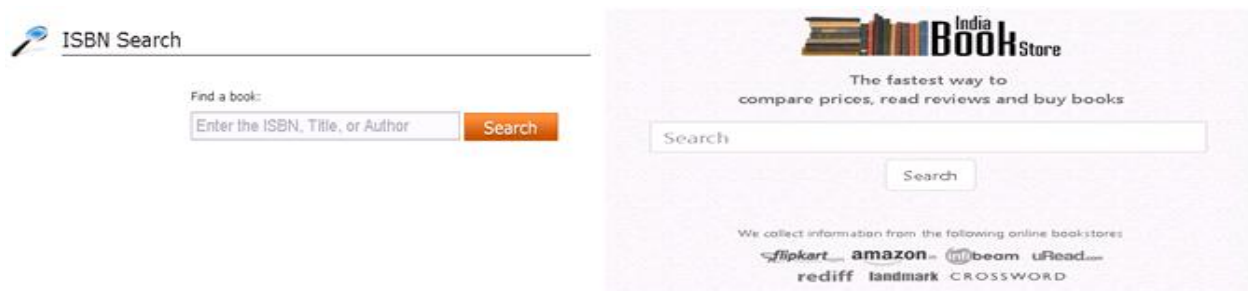 ISBN Search
Find a book:
Enter the ISBN, Title, or Author
Search
India
BOOK Store
The fastest way to
compare prices, read reviews and buy books
Search
Search
We collect information from the following online bookstores
flipkart amazon beam uRead.com
rediff landmark CROSSWORD